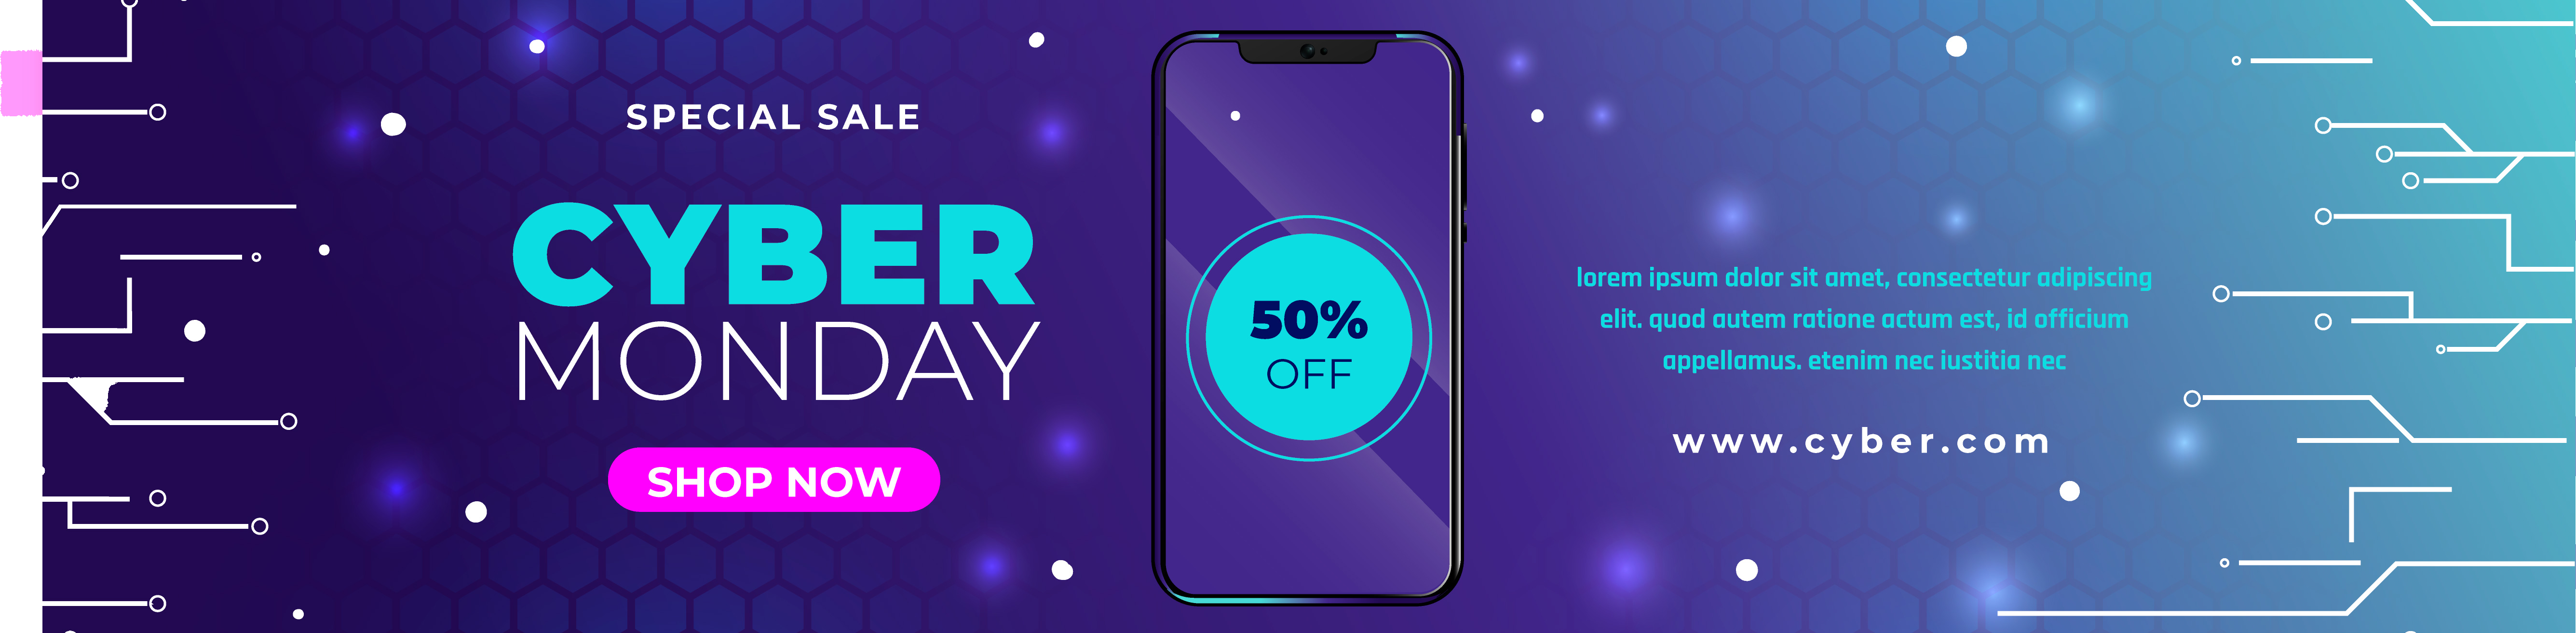 SPECIAL SALE
CYBER
MONDAY
SHOP NOW
50%
OFF
lorem ipsum dolor sit amet, consectetur adipiscing
elit. quod autem ratione actum est, id officium
appellamus. etenim nec iustitia nec
www.cyber.com